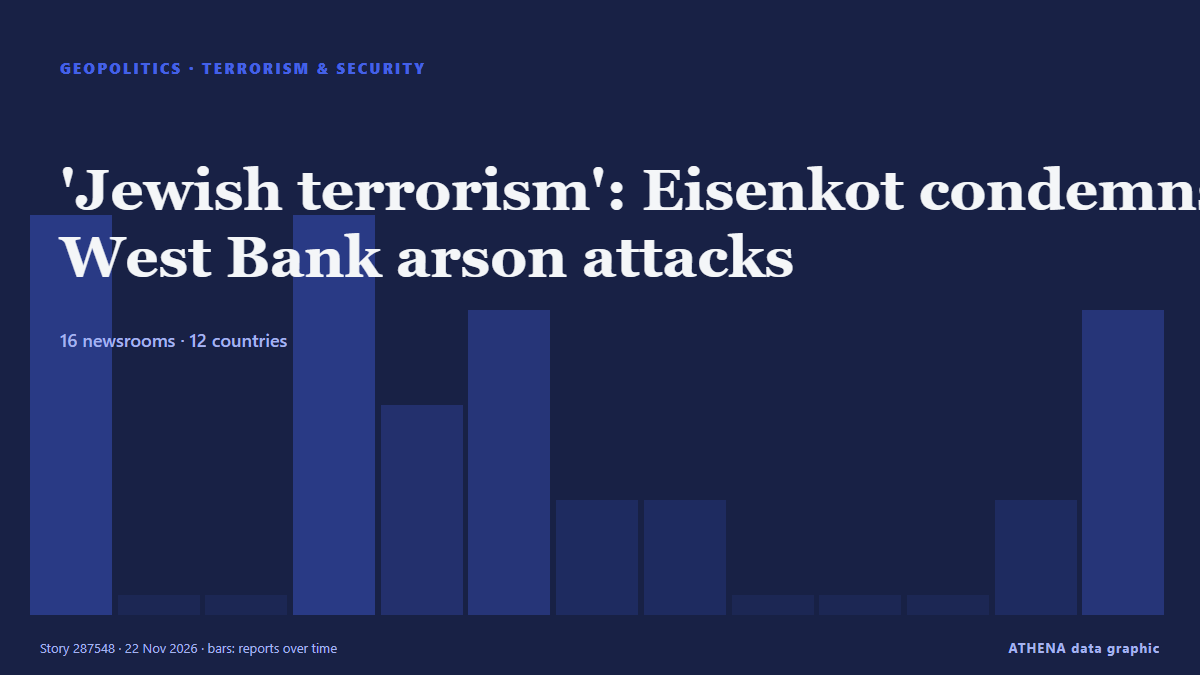 GEOPOLITICS · TERRORISM & SECURITY
'Jewish terrorism': Eisenkot condemns
West Bank arson attacks
16 newsrooms · 12 countries
Story 287548 · 22 Nov 2026 · bars: reports over time
ATHENA data graphic